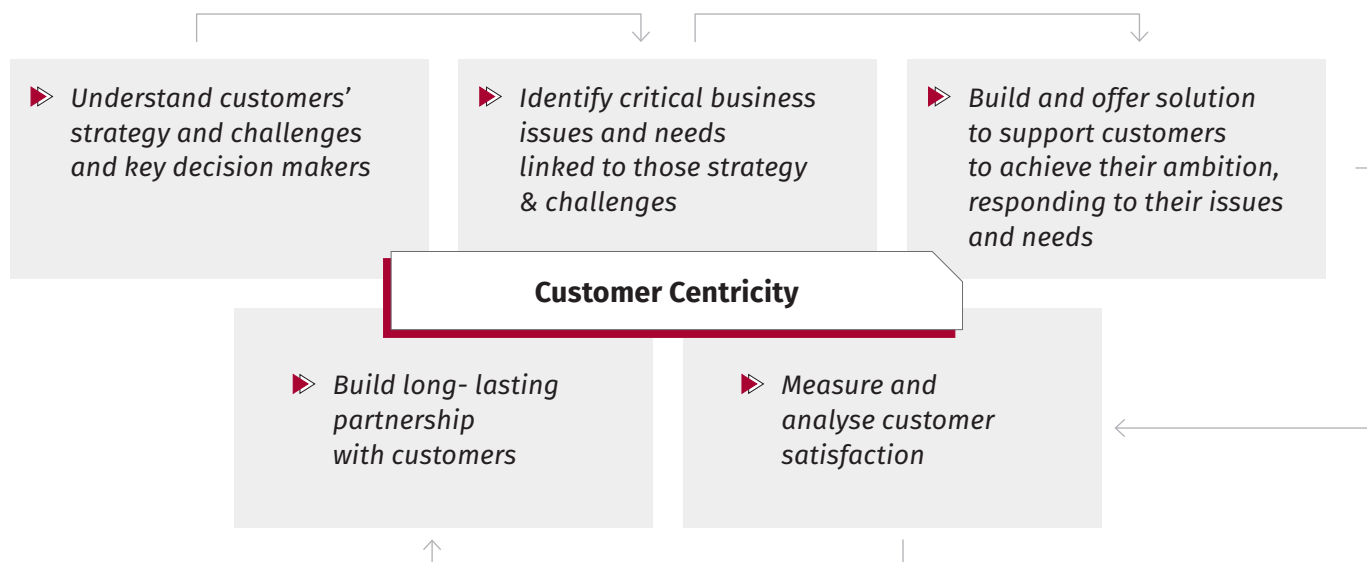 Understand customers’
strategy and challenges
and key decision makers
Identify critical business
issues and needs
linked to those strategy
& challenges
Build and offer solution
to support customers
to achieve their ambition,
responding to their issues
and needs
Customer Centricity
Build long- lasting
partnership
with customers
Measure and
analyse customer
satisfaction